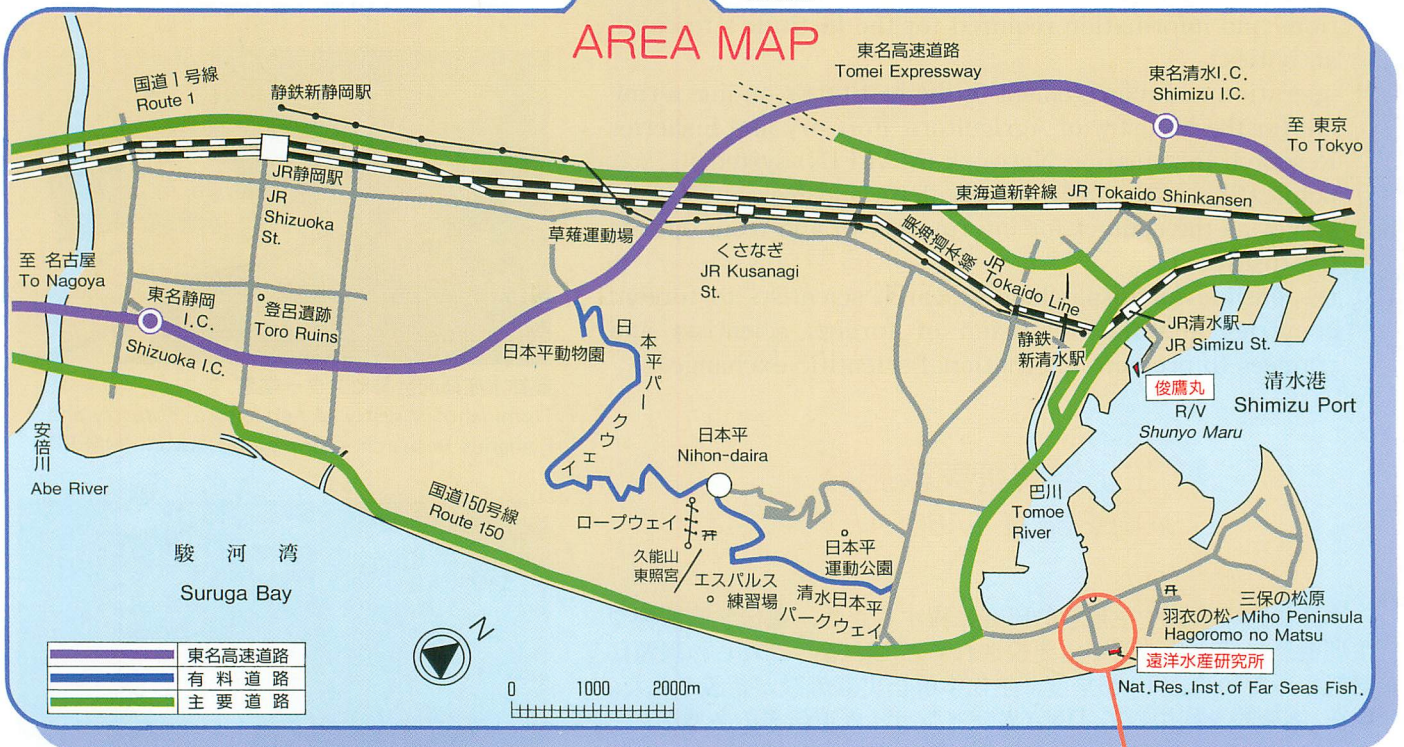 AREA MAP
東名高速道路
Tomei Expressway
東名清水I.C.
Shimizu I.C.
至 東京
To Tokyo
国道1号線
Route 1
静鉄新静岡駅
JR静岡駅
JR
Shizuoka
St.
東海道新幹線 JR Tokaido Shinkansen
草薙運動場
くさなぎ
JR Kusanagi
St.
東海道本線
JR
Tokaido Line
至 名古屋
To Nagoya
東名静岡
I.C.
Shizuoka I.C.
登呂遺跡
Toro Ruins
日本平動物園
日本平パークウェイ
静鉄
新清水駅
JR清水駅
JR Simizu St.
俊鷹丸
R/V
Shunyo Maru
清水港
Shimizu Port
安倍川
Abe River
日本平
Nihon-daira
国道150号線
Route 150
ロープウェイ
久能山
東照宮
エスパルス
練習場
日本平
運動公園
清水日本平
パークウェイ
巴川
Tomoe
River
駿河湾
Suruga Bay
三保の松原
羽衣の松 Miho Peninsula
Hagoromo no Matsu
遠洋水産研究所
Nat.Res.Inst.of Far Seas Fish.
東名高速道路
有料道路
主要道路
N
0 1000 2000m